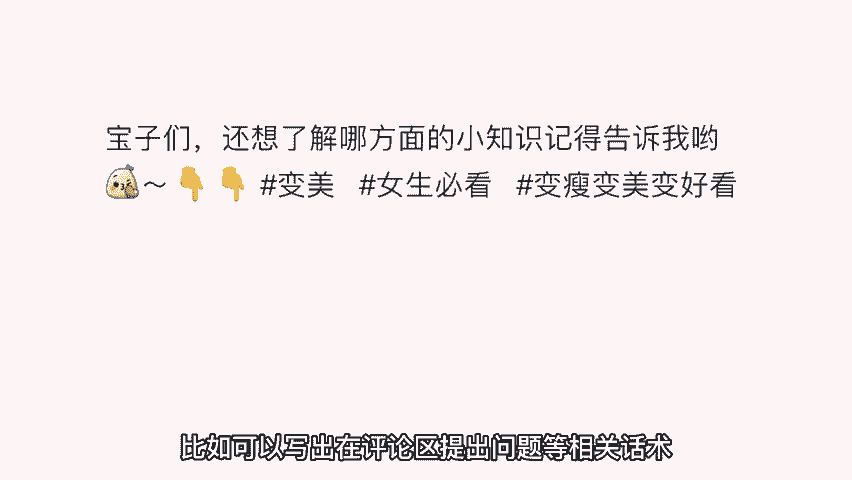 宝子们，还想了解哪方面的小知识记得告诉我哟
～👇👇#变美 #女生必看 #变瘦变美变好看
比如可以写出在评论区提出问题等相关话术